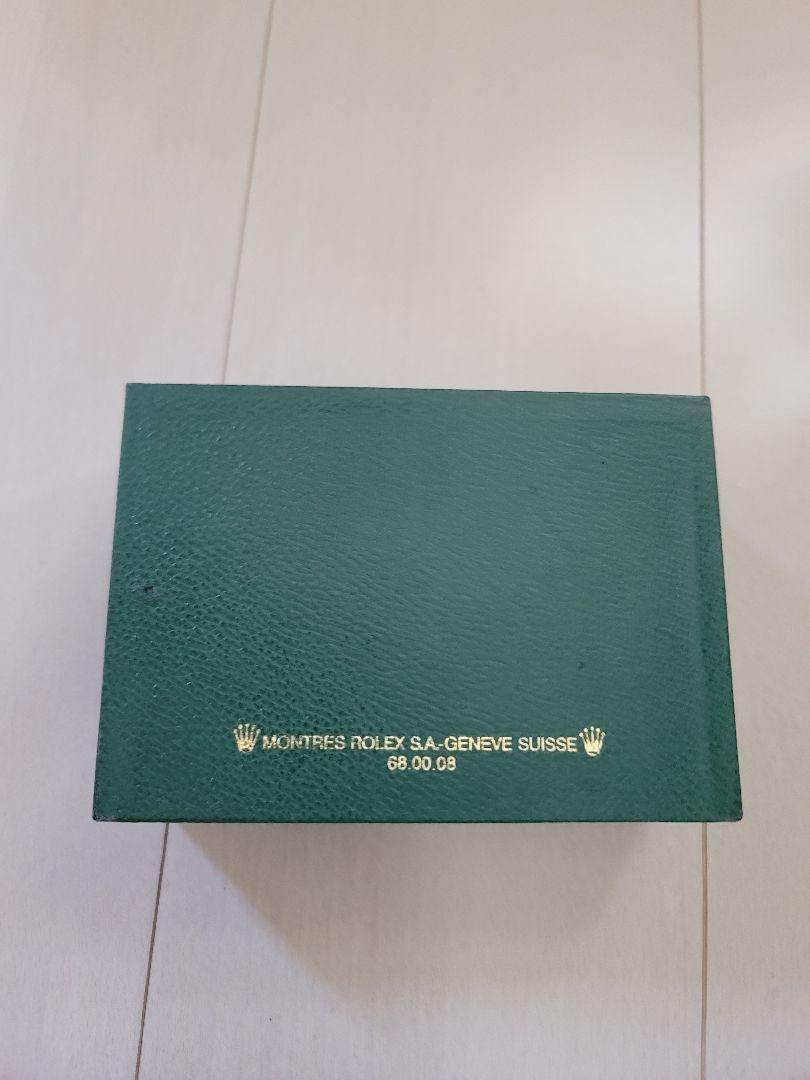 MONTRES ROLEX S.A.-GENEVE SUISSE
68.00.08